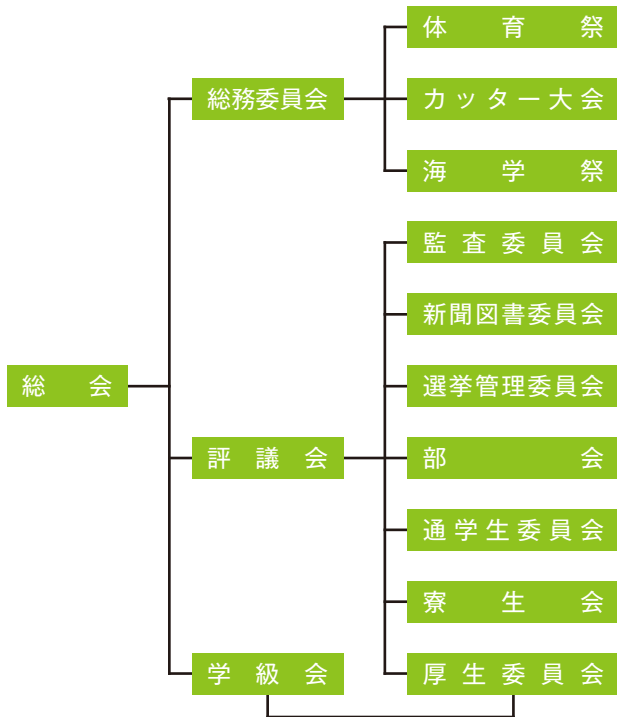 体育祭
総務委員会
カッター大会
海学祭
監査委員会
新聞図書委員会
総会
選挙管理委員会
評議会
部会
通学生委員会
寮生会
学級会
厚生委員会